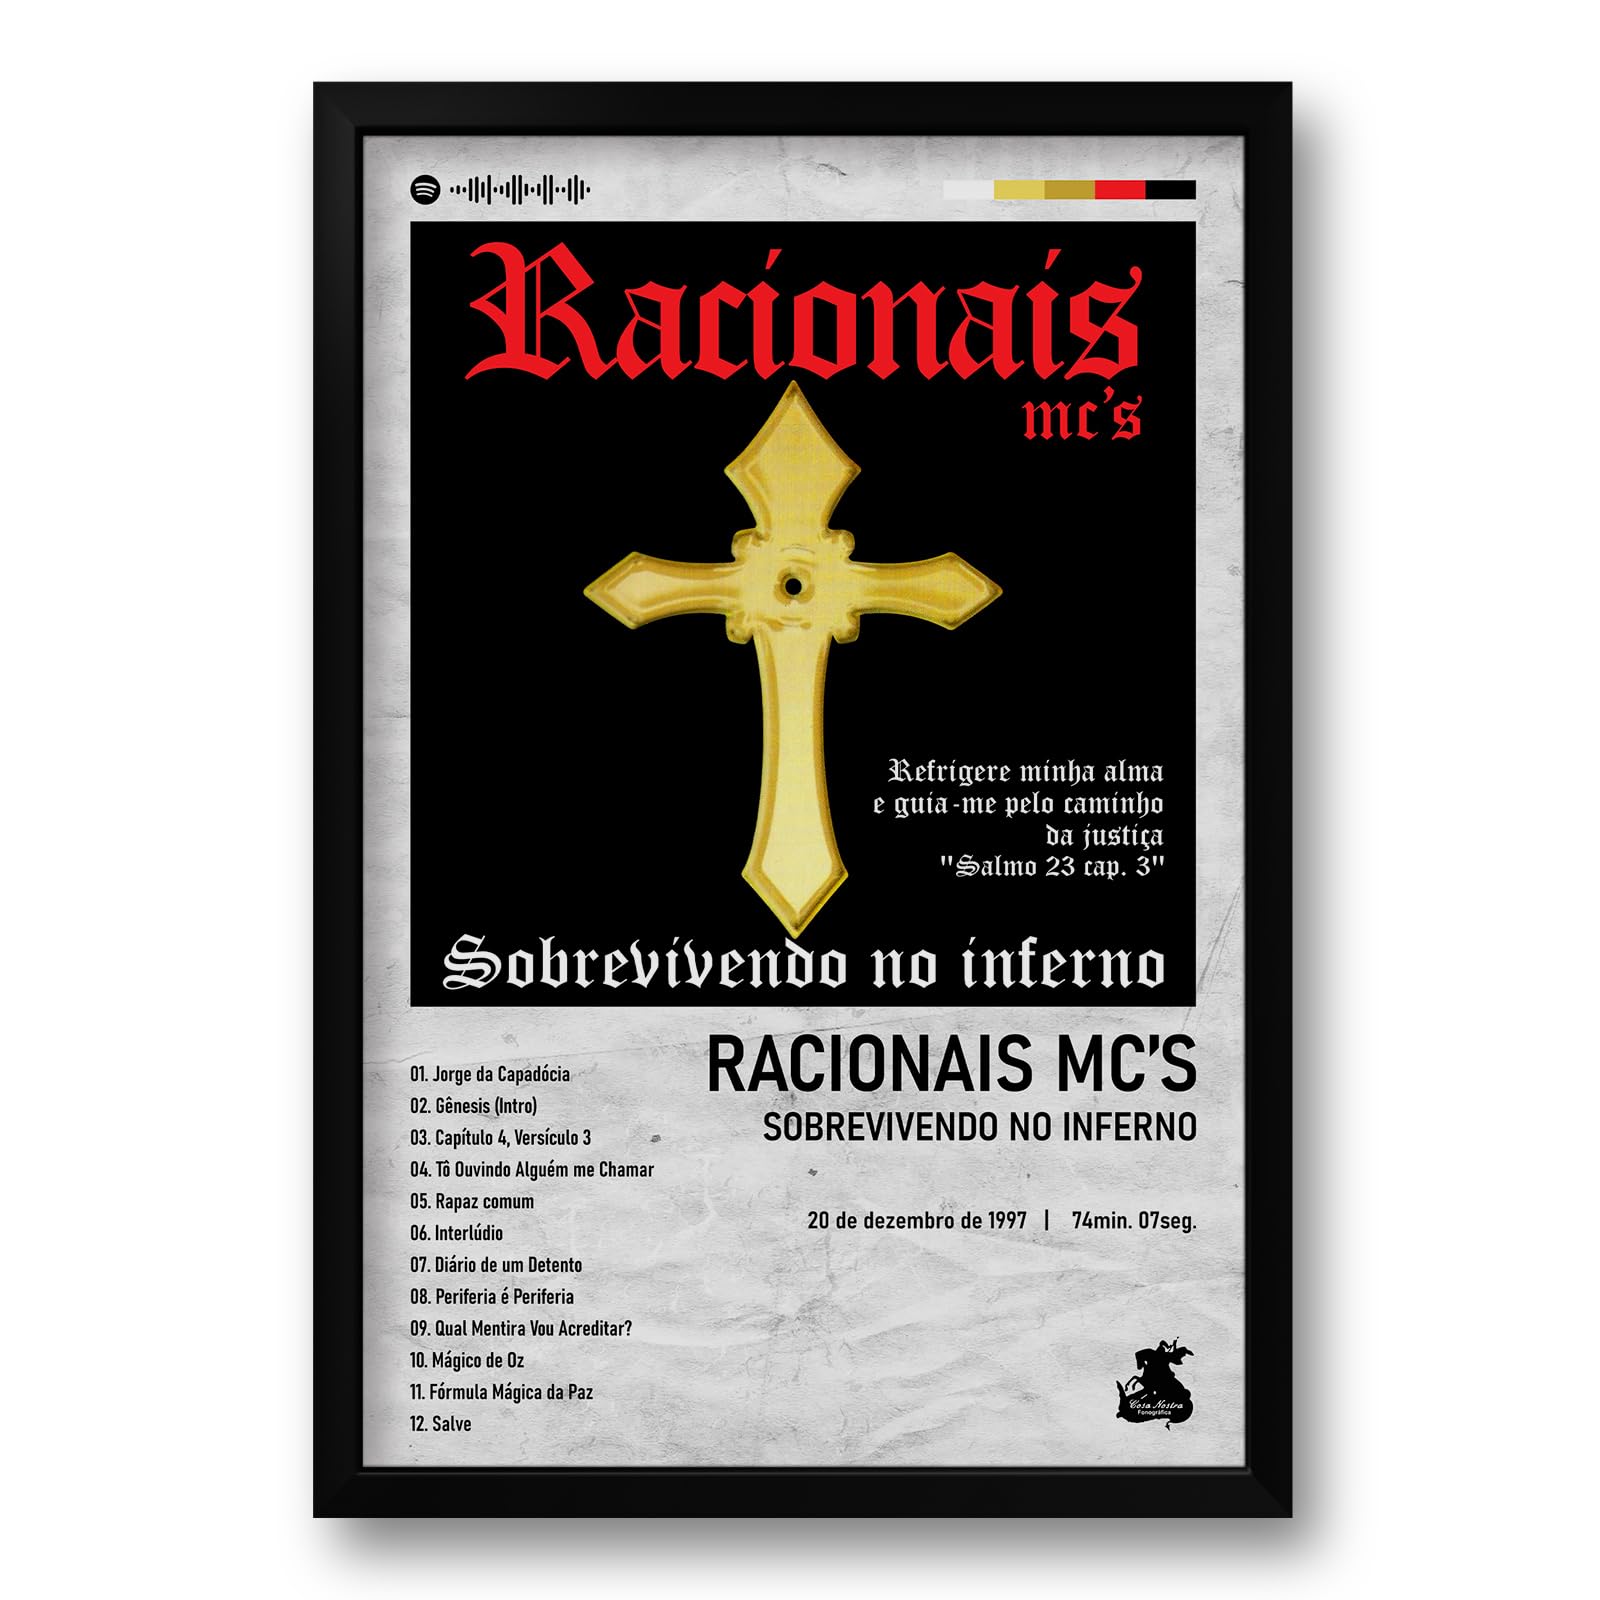 Racionais
mc's
Refrigere minha alma
e guia-me pelo caminho
da justiça
"Salmo 23 cap. 3"
Sobrevivendo no inferno
RACIONAIS MC'S
SOBREVIVENDO NO INFERNO
20 de dezembro de 1997 | 74min. 07seg.
01. Jorge da Capadócia
02. Gênesis (Intro)
03. Capítulo 4, Versículo 3
04. Tô Ouvindo Alguém me Chamar
05. Rapaz comum
06. Interlúdio
07. Diário de um Detento
08. Periferia é Periferia
09. Qual Mentira Vou Acreditar?
10. Mágico de Oz
11. Fórmula Mágica da Paz
12. Salve
Cosa Nostra
Fonográfica